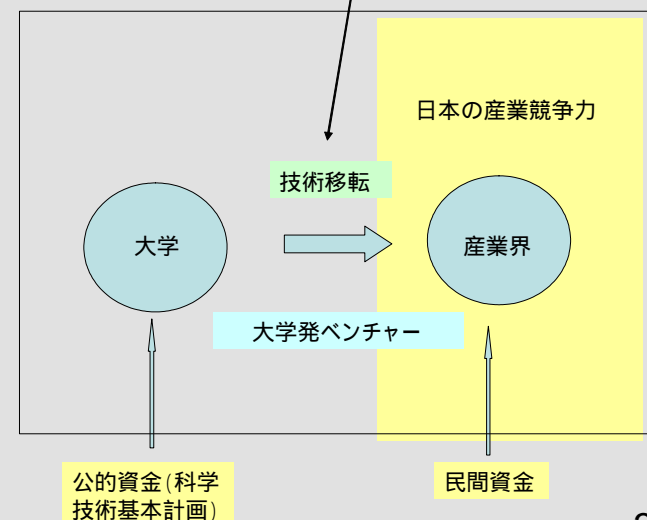 日本の産業競争力
技術移転
大学
産業界
大学発ベンチャー
公的資金(科学
技術基本計画)
民間資金